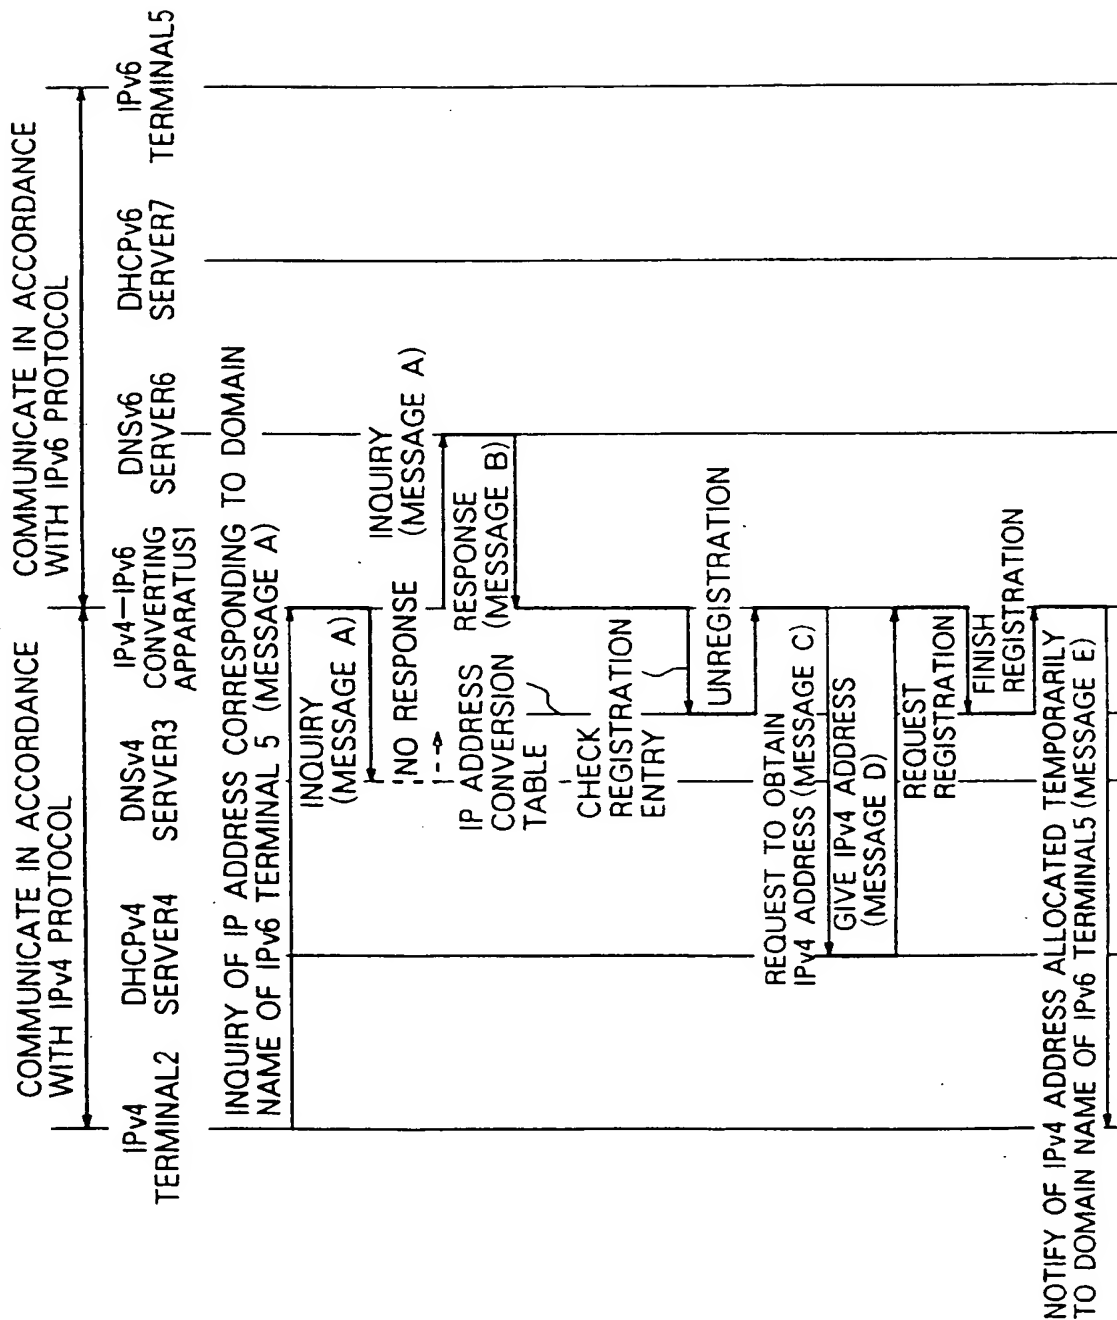 COMMUNICATE IN ACCORDANCE
WITH IPv4 PROTOCOL
COMMUNICATE IN ACCORDANCE
WITH IPv6 PROTOCOL
IPv4
TERMINAL2
DHCPv4
SERVER4
DNSv4
SERVER3
IPv4-IPv6
CONVERTING
APPARATUS1
DNSv6
SERVER6
DHCPv6
SERVER7
IPv6
TERMINAL5
INQUIRY OF IP ADDRESS CORRESPONDING TO DOMAIN
NAME OF IPv6 TERMINAL 5 (MESSAGE A)
INQUIRY
(MESSAGE A)
NO RESPONSE
INQUIRY
(MESSAGE A)
RESPONSE
(MESSAGE B)
IP ADDRESS
CONVERSION
TABLE
CHECK
REGISTRATION
ENTRY
UNREGISTRATION
REQUEST TO OBTAIN
IPv4 ADDRESS (MESSAGE C)
GIVE IPv4 ADDRESS
(MESSAGE D)
REQUEST
REGISTRATION
FINISH
REGISTRATION
NOTIFY OF IPv4 ADDRESS ALLOCATED TEMPORARILY
TO DOMAIN NAME OF IPv6 TERMINAL5 (MESSAGE E)